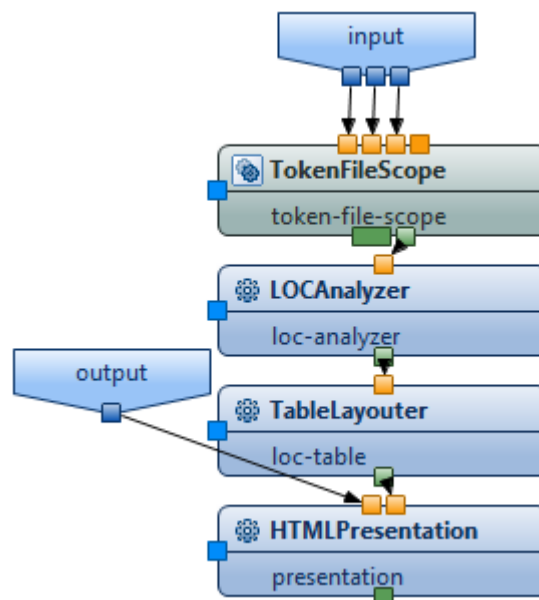 input
TokenFileScope
token-file-scope
LOCAnalyzer
loc-analyzer
output
TableLayouter
loc-table
HTMLPresentation
presentation